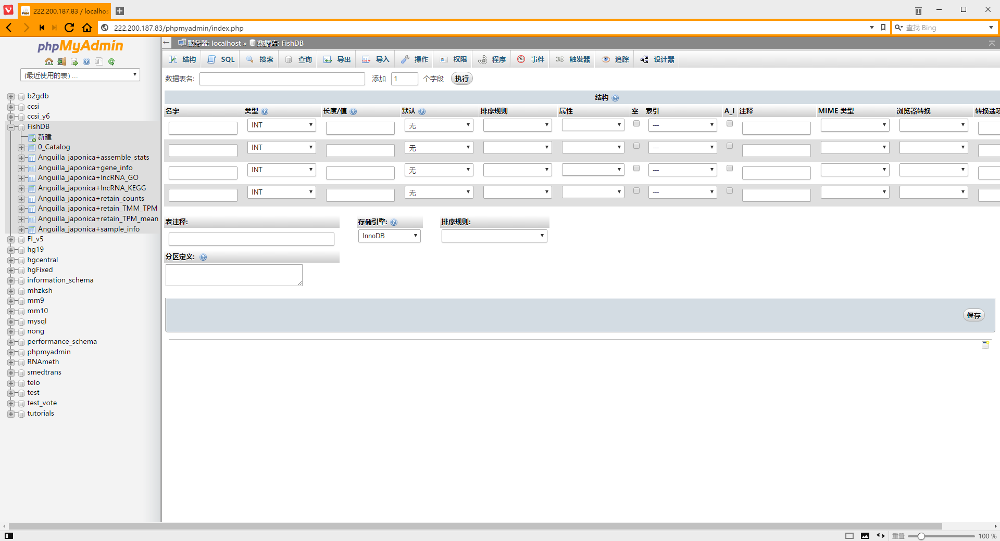 222.200.187.83 / localhos
222.200.187.83/phpmyadmin/index.php
查找 Bing
phpMyAdmin
(最近使用的表) ...
b2gdb
ccsi
ccsi_y6
FishDB
新建
0_Catalog
Anguilla_japonica+assemble_stats
Anguilla_japonica+gene_info
Anguilla_japonica+lncRNA_GO
Anguilla_japonica+lncRNA_KEGG
Anguilla_japonica+retain_counts
Anguilla_japonica+retain_TMM_TPM
Anguilla_japonica+retain_TPM_mean
Anguilla_japonica+sample_info
FI_v5
hg19
hgcentral
hgFixed
information_schema
mhzksh
mm9
mm10
mysql
nong
performance_schema
phpmyadmin
RNAmeth
smedtrans
telo
test
test_vote
tutorials
服务器: localhost » 数据库: FishDB
结构 SQL 搜索 查询 导出 导入 操作 权限 程序 事件 触发器 追踪 设计器
数据表名: 添加 1 个字段 执行
结构
名字 类型 长度/值 默认 排序规则 属性 空 索引 A_I 注释 MIME 类型 浏览器转换 转换选项
INT 无 ---
INT 无 ---
INT 无 ---
INT 无 ---
表注释: 存储引擎: 排序规则:
InnoDB
分区定义:
保存
重置 100 %